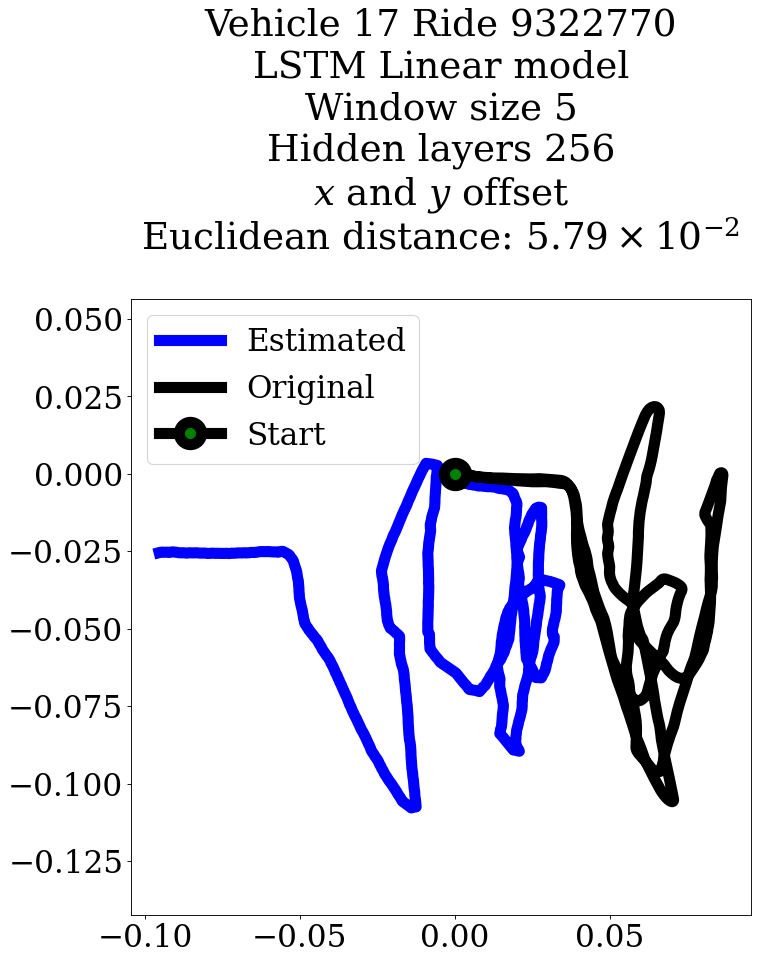 Vehicle 17 Ride 9322770
LSTM Linear model
Window size 5
Hidden layers 256
x and y offset
Euclidean distance: 5.79 × 10⁻²
Estimated
Original
Start
0.050
0.025
0.000
−0.025
−0.050
−0.075
−0.100
−0.125
−0.10 −0.05 0.00 0.05